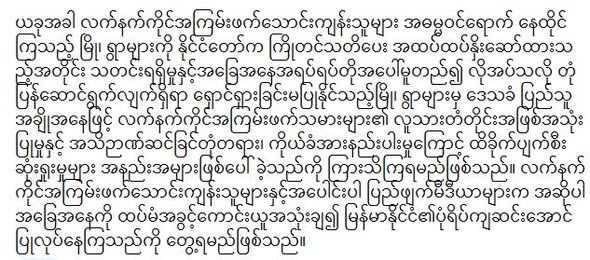 ယခုအခါ လက်နက်ကိုင်အကြမ်းဖက်သောင်းကျန်းသူများ အဓမ္မဝင်ရောက် နေထိုင်
ကြသည့် မြို့၊ ရွာများကို နိုင်ငံတော်က ကြိုတင်သတိပေး အထပ်ထပ်နှိုးဆော်ထားသ
ည့်အတိုင်း သတင်းရရှိမှုနှင့်အခြေအနေအရပ်ရပ်တို့အပေါ်မူတည်၍ လိုအပ်သလို တုံ့
ပြန်ဆောင်ရွက်လျက်ရှိရာ ရှောင်ရှားခြင်းမပြုနိုင်သည့်မြို့၊ ရွာများမှ ဒေသခံ ပြည်သူ
အချို့အနေဖြင့် လက်နက်ကိုင်အကြမ်းဖက်သမားများ၏ လူသားတံတိုင်းအဖြစ်အသုံး
ပြုမှုနှင့် အသိဉာဏ်ဆင်ခြင်တုံတရား၊ ကိုယ်ခံအားနည်းပါးမှုကြောင့် ထိခိုက်ပျက်စီး
ဆုံးရှုံးမှုများ အနည်းအများဖြစ်ပေါ် ခဲ့သည်ကို ကြားသိကြရမည်ဖြစ်သည်။ လက်နက်
ကိုင်အကြမ်းဖက်သောင်းကျန်းသူများနှင့်အပေါင်းပါ ပြည်ဖျက်မီဒီယာများက အဆိုပါ
အခြေအနေကို ထပ်မံအခွင့်ကောင်းယူအသုံးချ၍ မြန်မာနိုင်ငံ၏ပုံရိပ်ကျဆင်းအောင်
ပြုလုပ်နေကြသည်ကို တွေ့ရမည်ဖြစ်သည်။